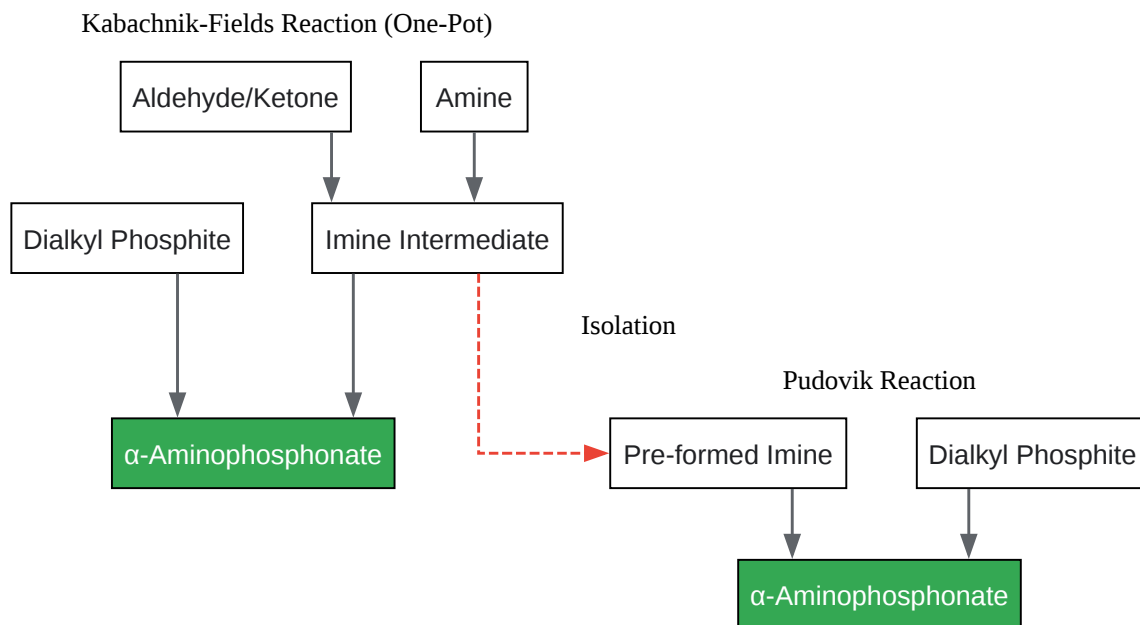 Kabachnik-Fields Reaction (One-Pot)
Aldehyde/Ketone
Amine
Dialkyl Phosphite
Imine Intermediate
Isolation
Pudovik Reaction
α-Aminophosphonate
Pre-formed Imine
Dialkyl Phosphite
α-Aminophosphonate